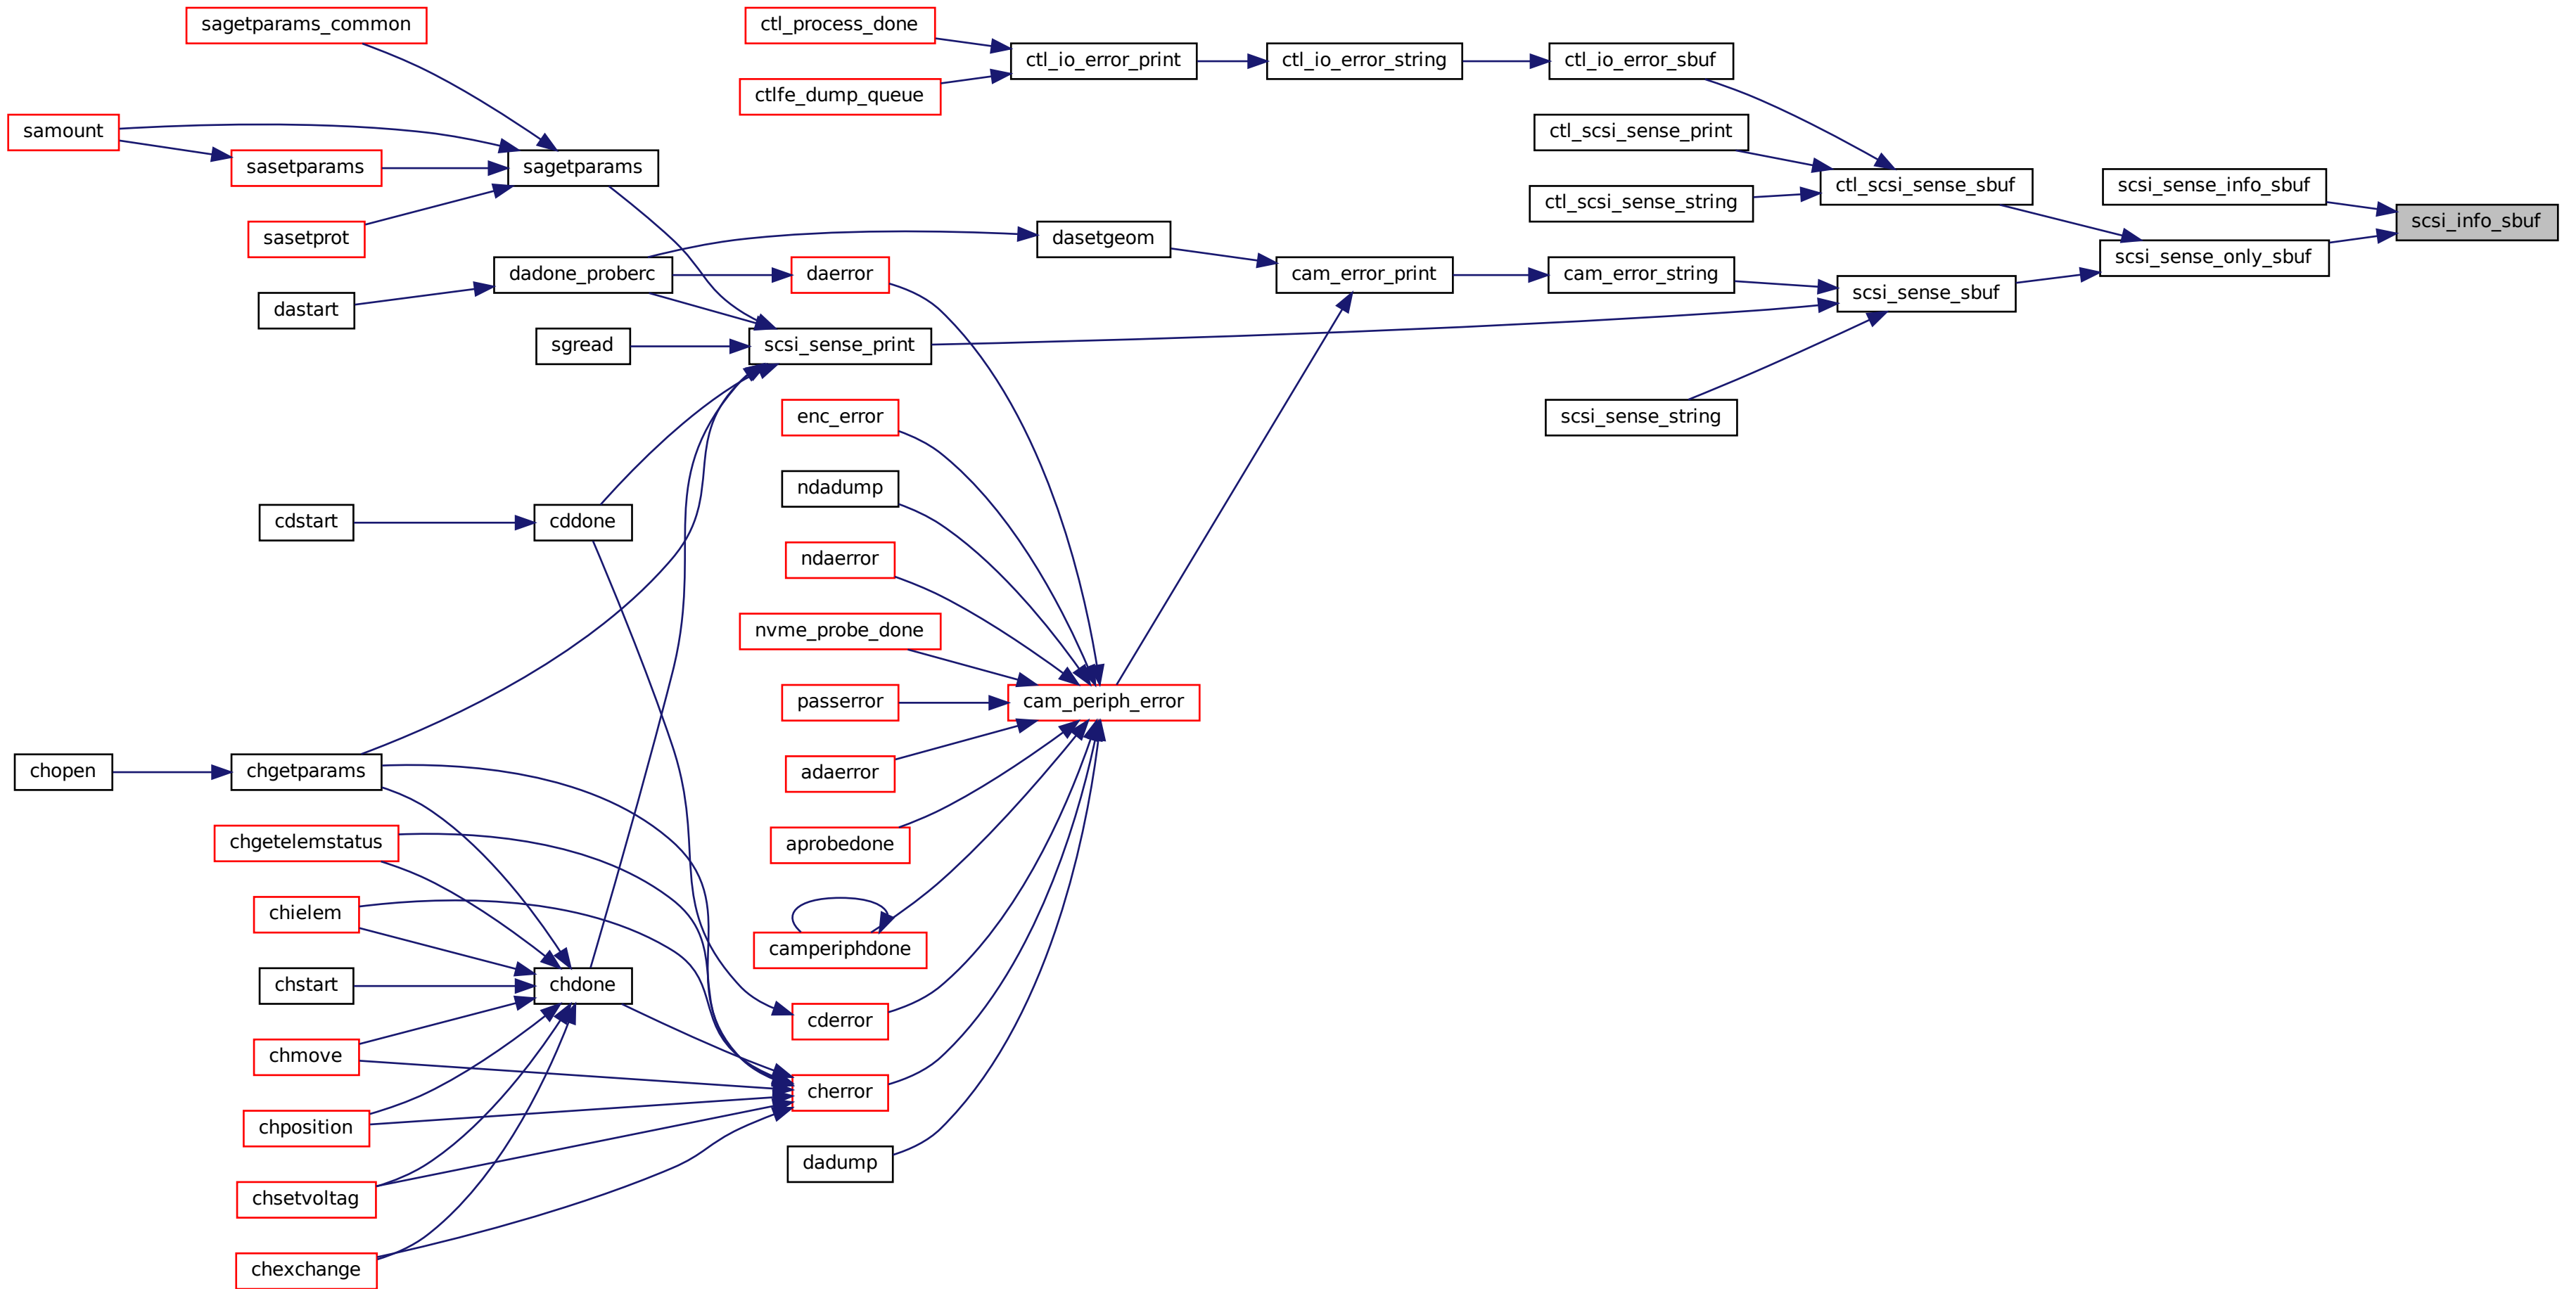 sagetparams_common
ctl_process_done
ctl_io_error_print
ctl_io_error_string
ctl_io_error_sbuf
ctlfe_dump_queue
samount
sasetparams
sagetparams
ctl_scsi_sense_print
ctl_scsi_sense_sbuf
scsi_sense_info_sbuf
ctl_scsi_sense_string
scsi_info_sbuf
sasetprot
dasetgeom
scsi_sense_only_sbuf
dadone_proberc
daerror
cam_error_print
cam_error_string
scsi_sense_sbuf
dastart
sgread
scsi_sense_print
enc_error
scsi_sense_string
ndadump
cdstart
cddone
ndaerror
nvme_probe_done
passerror
cam_periph_error
chopen
chgetparams
adaerror
chgetelemstatus
aprobedone
chielem
camperiphdone
chstart
chdone
cderror
chmove
cherror
chposition
dadump
chsetvoltag
chexchange